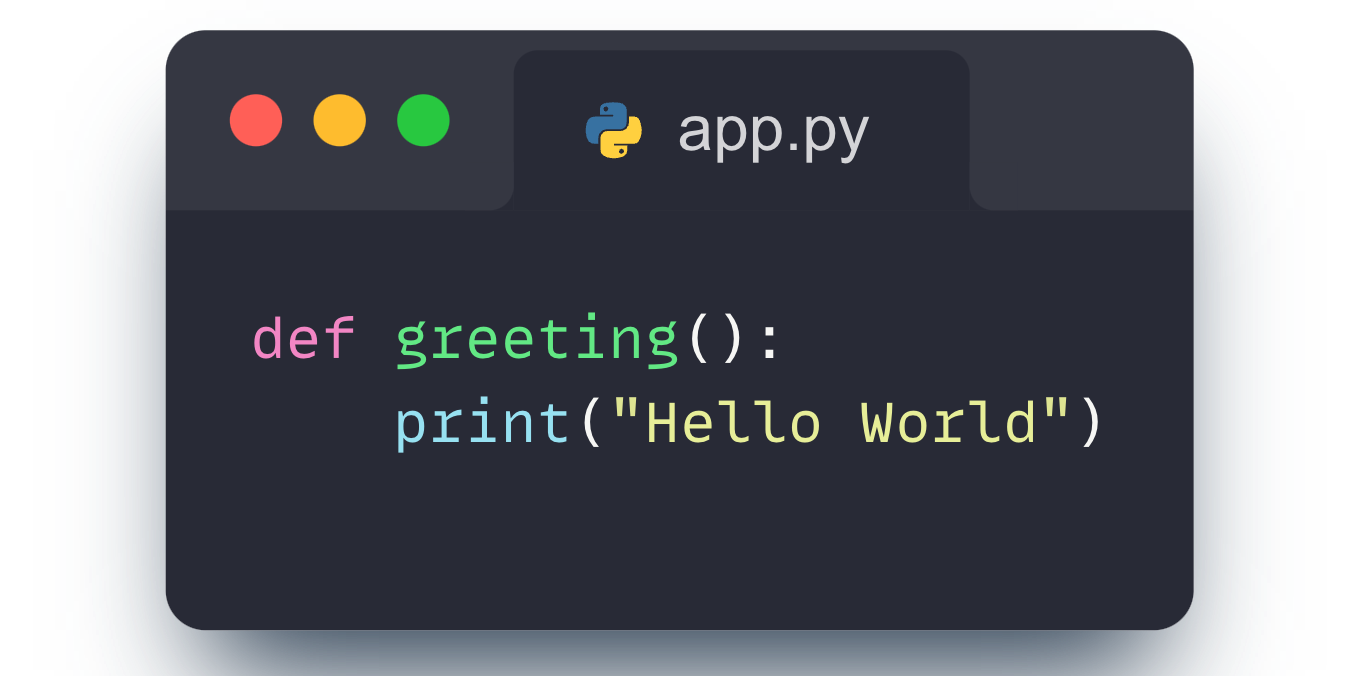 app.py
def greeting():
    print("Hello World")